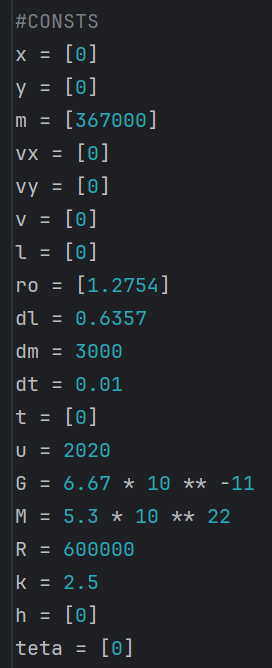 #CONSTS
x = [0]
y = [0]
m = [367000]
vx = [0]
vy = [0]
v = [0]
l = [0]
ro = [1.2754]
dl = 0.6357
dm = 3000
dt = 0.01
t = [0]
u = 2020
G = 6.67 * 10 ** -11
M = 5.3 * 10 ** 22
R = 600000
k = 2.5
h = [0]
teta = [0]